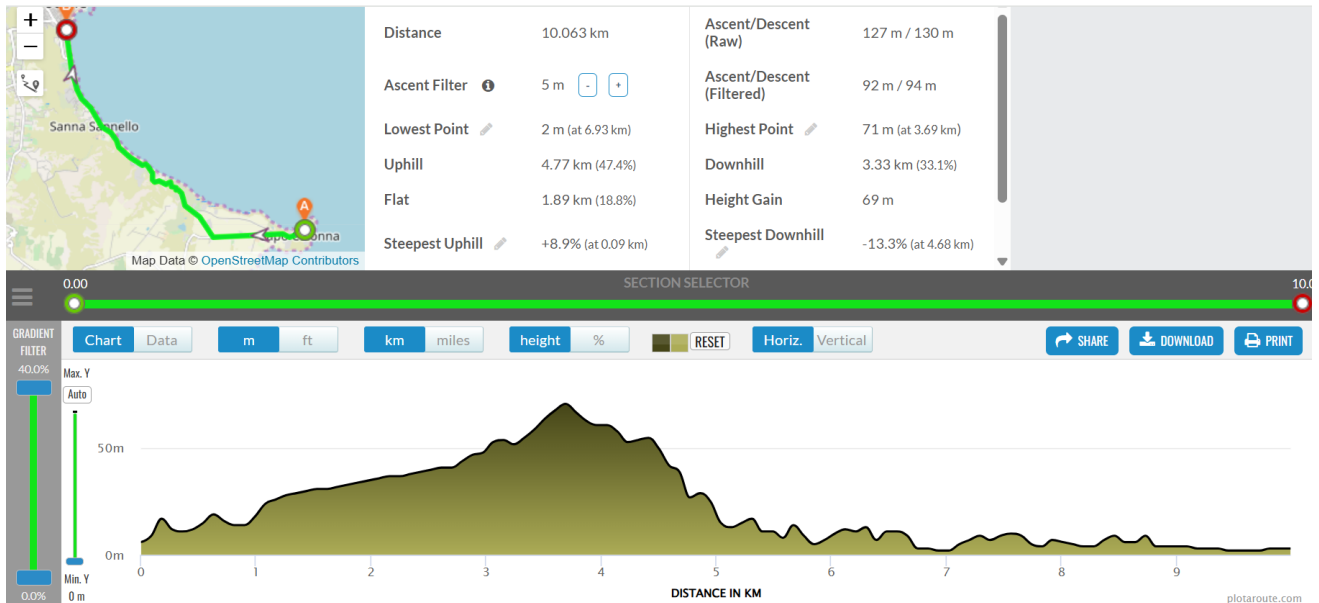 +
−
B
Sanna Sannello
A
Map Data © OpenStreetMap Contributors
Distance 10.063 km
Ascent/Descent (Raw) 127 m / 130 m
Ascent Filter 5 m - +
Ascent/Descent (Filtered) 92 m / 94 m
Lowest Point 2 m (at 6.93 km)
Highest Point 71 m (at 3.69 km)
Uphill 4.77 km (47.4%)
Downhill 3.33 km (33.1%)
Flat 1.89 km (18.8%)
Height Gain 69 m
Steepest Uphill +8.9% (at 0.09 km)
Steepest Downhill -13.3% (at 4.68 km)
0.00 SECTION SELECTOR 10.0
GRADIENT FILTER
40.0%
0.0%
Chart Data m ft km miles height % RESET Horiz. Vertical SHARE DOWNLOAD PRINT
Max. Y
Auto
Min. Y
0 m
50m
0m
0 1 2 3 4 5 6 7 8 9
DISTANCE IN KM
plotaroute.com